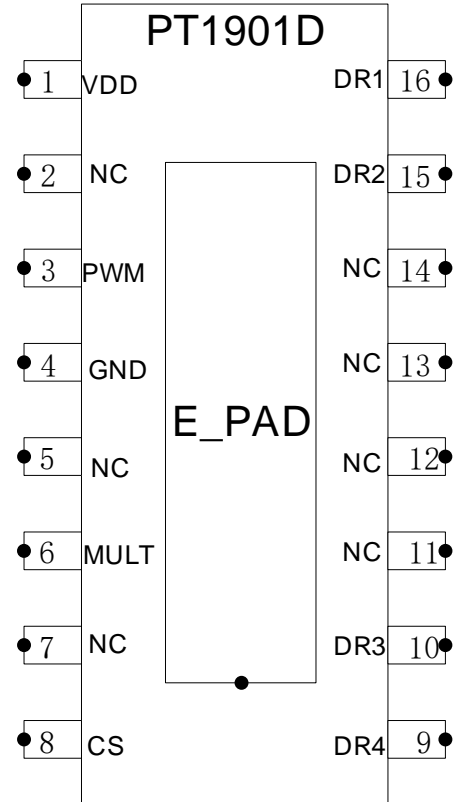 PT1901D
1 VDD DR1 16
2 NC DR2 15
3 PWM NC 14
4 GND NC 13
E_PAD
5 NC NC 12
6 MULT NC 11
7 NC DR3 10
8 CS DR4 9